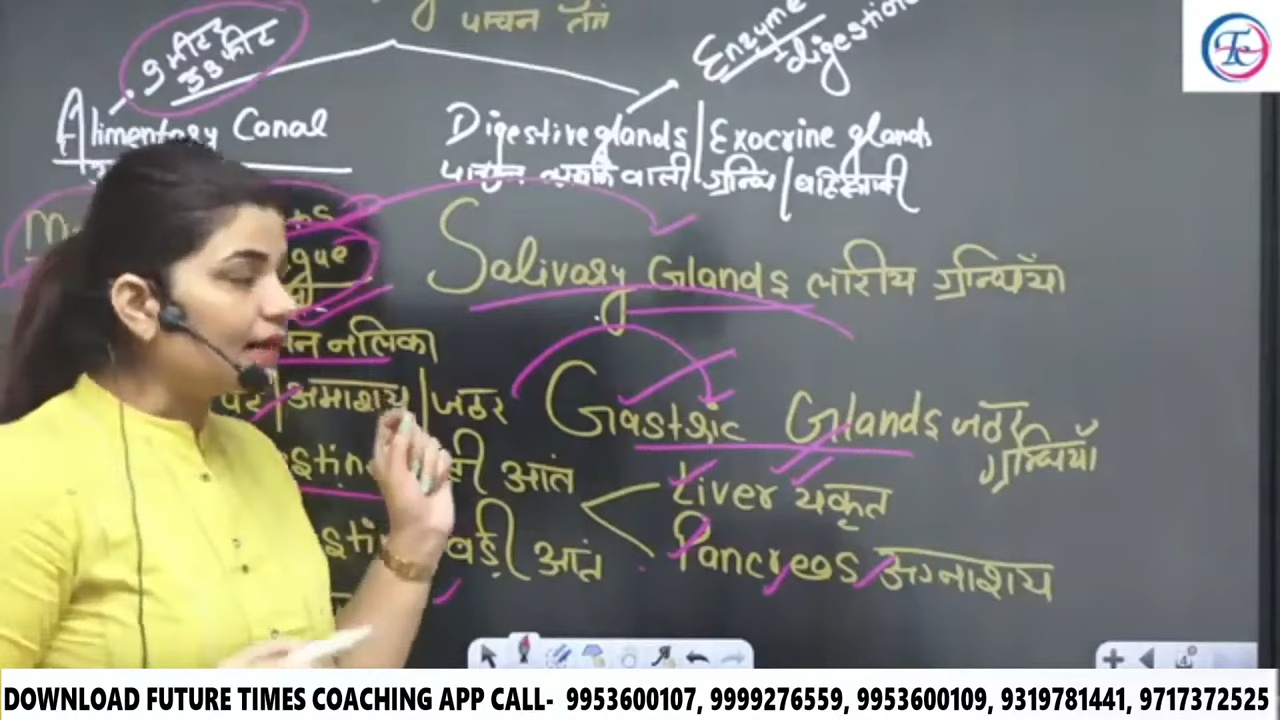 पाचन तंत्र
9 मीटर
33 फीट
Enzyme
Digestion
Alimentary Canal
Digestive glands / Exocrine glands
वाली ग्रन्थि / बहिस्रावी
Salivary Glands लारीय ग्रन्थियाँ
नलिका
अमाशय / जठर
Gastric Glands जठर
ग्रन्थियाँ
आंत
Liver यकृत
बड़ी आंत
Pancreas अग्नाशय
DOWNLOAD FUTURE TIMES COACHING APP CALL- 9953600107, 9999276559, 9953600109, 9319781441, 9717372525